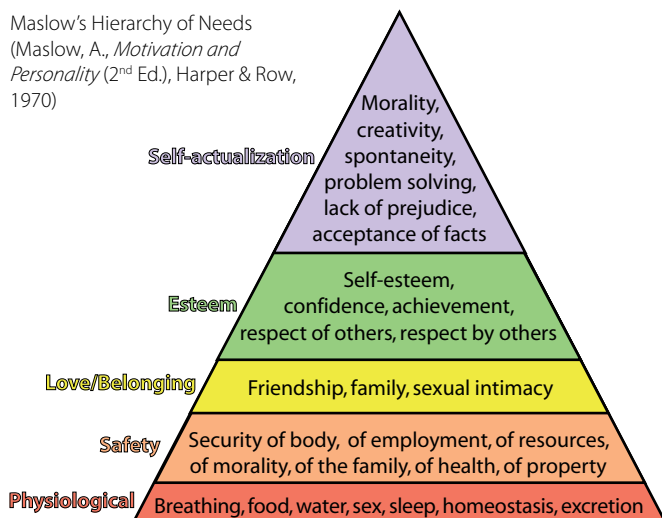 Maslow's Hierarchy of Needs
(Maslow, A., Motivation and
Personality (2nd Ed.), Harper & Row,
1970)
Self-actualization
Morality,
creativity,
spontaneity,
problem solving,
lack of prejudice,
acceptance of facts
Esteem
Self-esteem,
confidence, achievement,
respect of others, respect by others
Love/Belonging
Friendship, family, sexual intimacy
Safety
Security of body, of employment, of resources,
of morality, of the family, of health, of property
Physiological
Breathing, food, water, sex, sleep, homeostasis, excretion